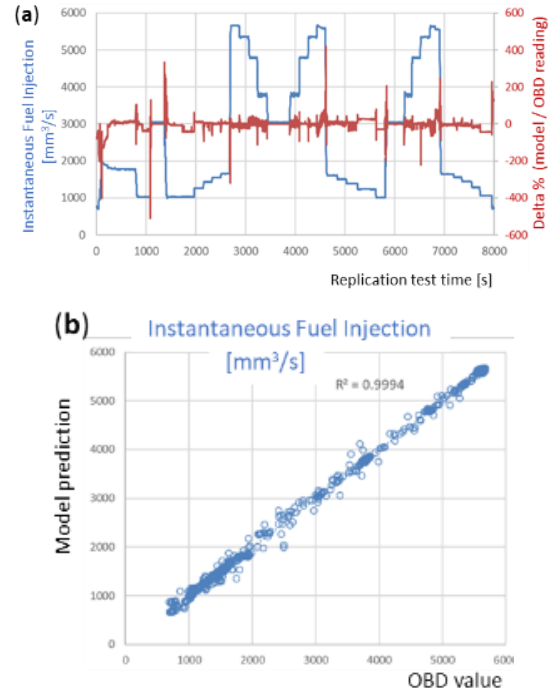 (a)
Instantaneous Fuel Injection
[mm³/s]
6000
5000
4000
3000
2000
1000
0
600
400
200
0
-200
-400
-600
Delta % (model / OBD reading)
0 1000 2000 3000 4000 5000 6000 7000 8000
Replication test time [s]
(b)
Instantaneous Fuel Injection
[mm³/s]
R² = 0.9994
Model prediction
6000
5000
4000
3000
2000
1000
0
0 1000 2000 3000 4000 5000 6000
OBD value